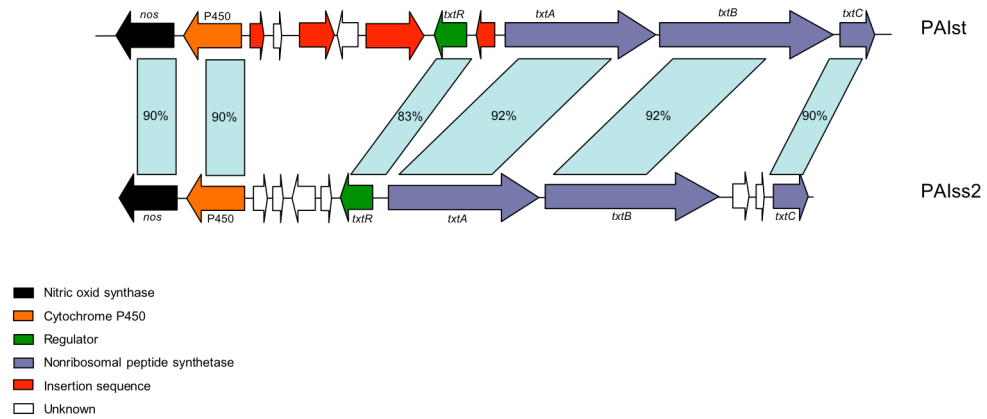 nos P450 txtR txtA txtB txtC PAIst
90% 90% 83% 92% 92% 90%
nos P450 txtR txtA txtB txtC PAIss2
Nitric oxid synthase
Cytochrome P450
Regulator
Nonribosomal peptide synthetase
Insertion sequence
Unknown